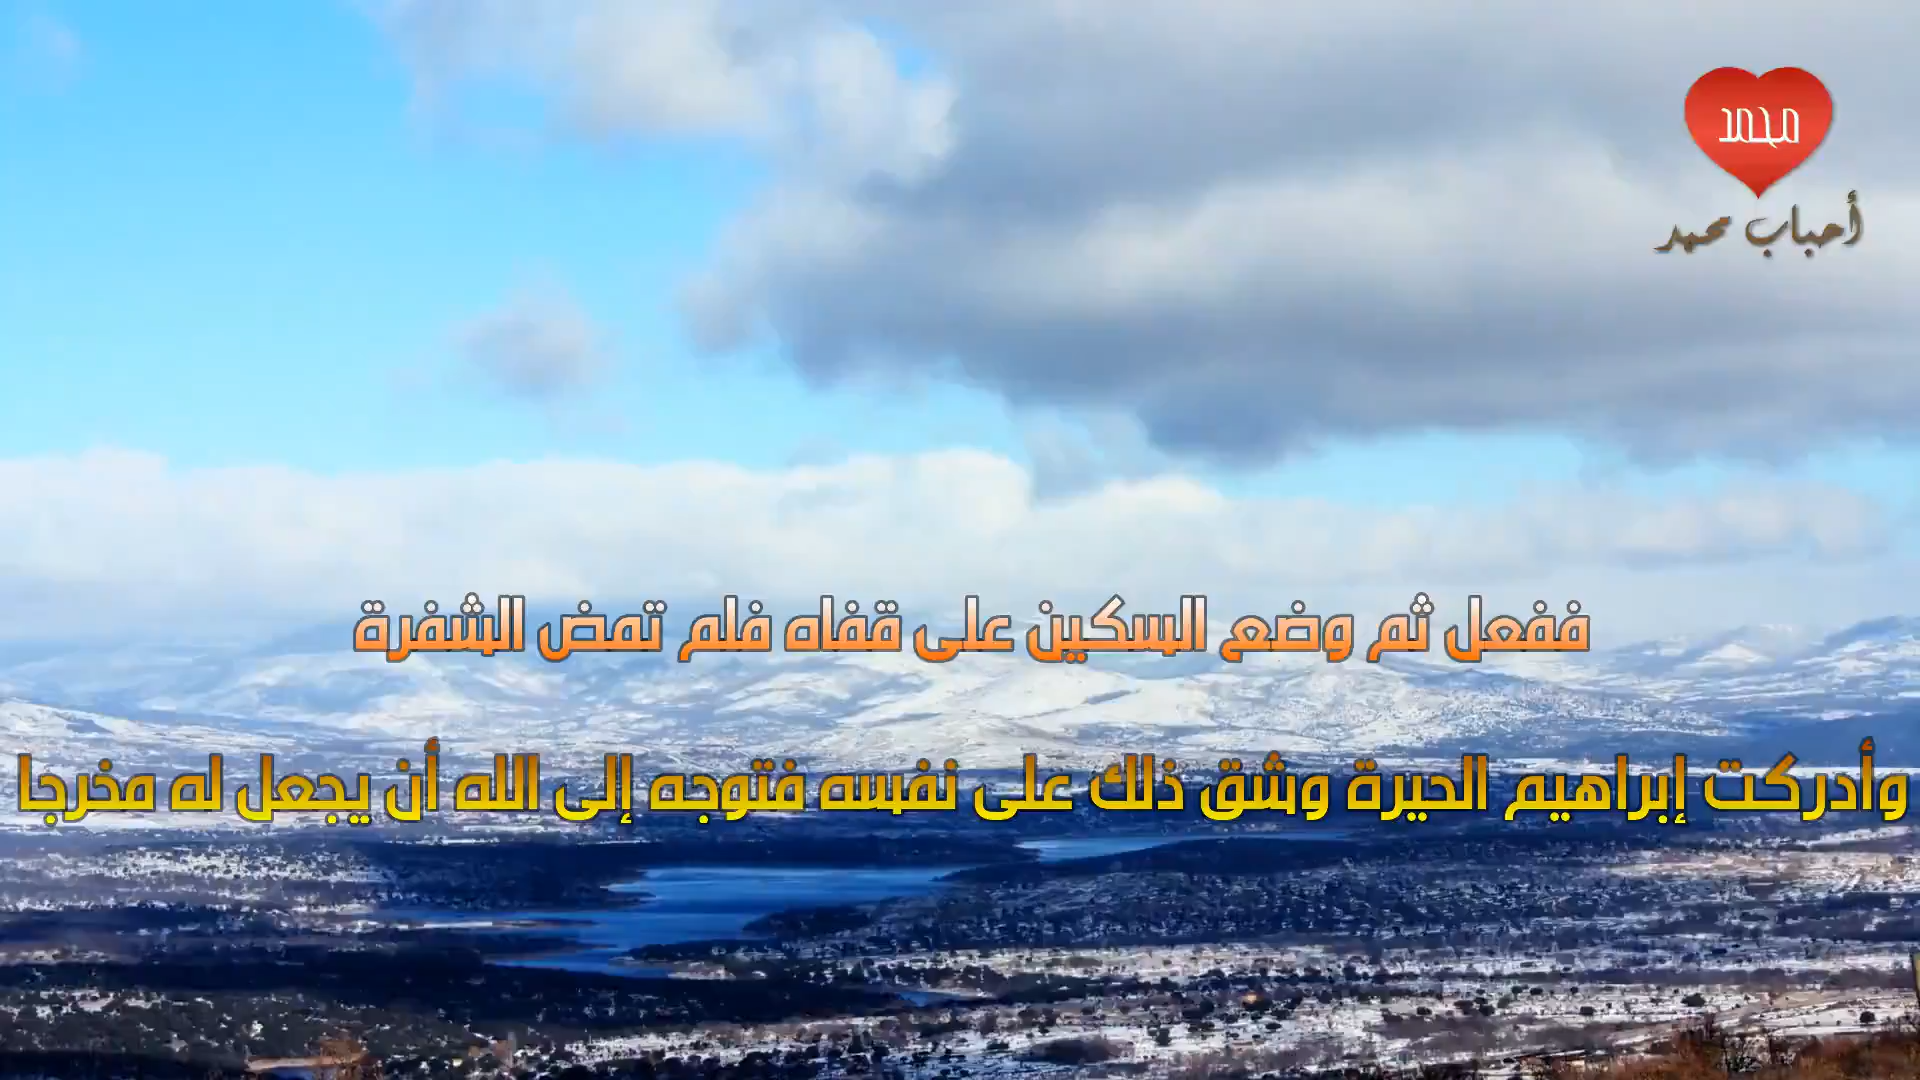 محمد
أحباب محمد
ففعل ثم وضع السكين على قفاه فلم تمض الشفرة
وأدركت إبراهيم الحيرة وشق ذلك على نفسه فتوجه إلى الله أن يجعل له مخرجا